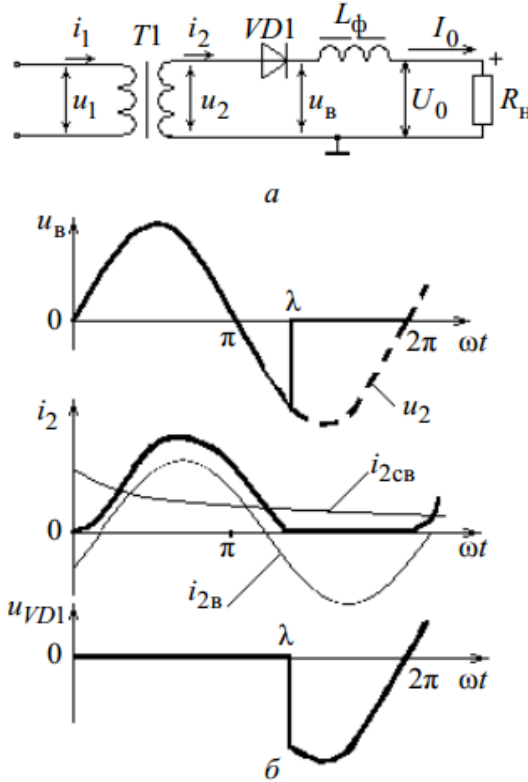 i₁ T1 i₂ VD1 Lф I₀ +
u₁ u₂ uв U₀ Rн
а
uв
0 π λ 2π ωt
u₂
i₂
i₂св
0 π ωt
i₂в
uVD1
0 λ 2π ωt
б